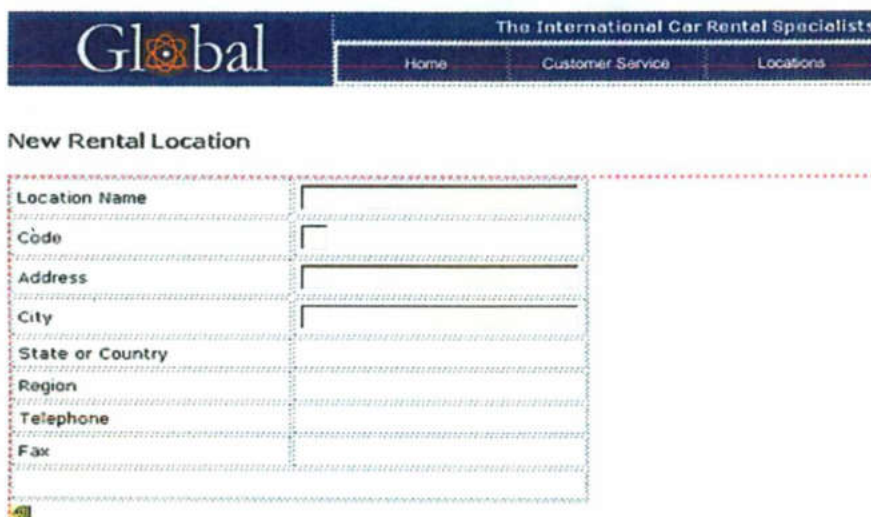 Global
The International Car Rental Specialists
Home Customer Service Locations
New Rental Location
Location Name
Code
Address
City
State or Country
Region
Telephone
Fax